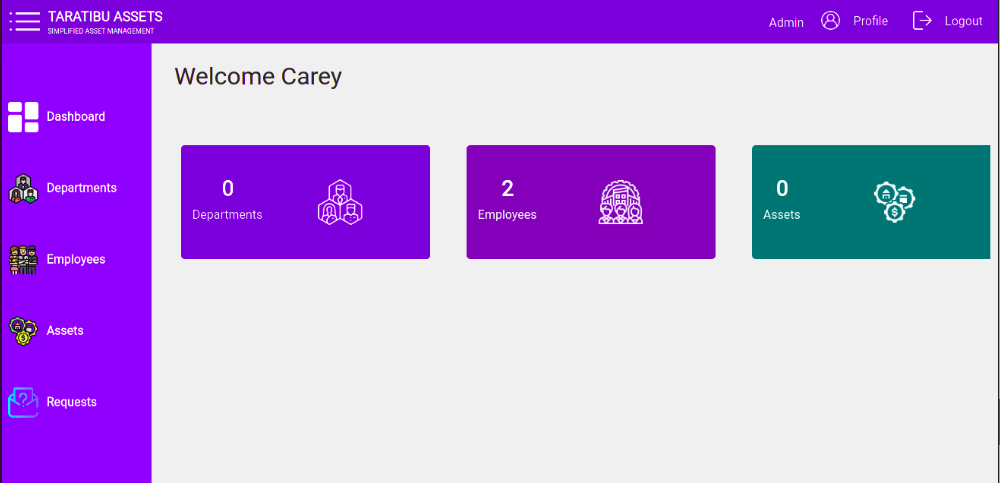 TARATIBU ASSETS
SIMPLIFIED ASSET MANAGEMENT
Admin
Profile
Logout
Dashboard
Departments
Employees
Assets
Requests
Welcome Carey
0
Departments
2
Employees
0
Assets